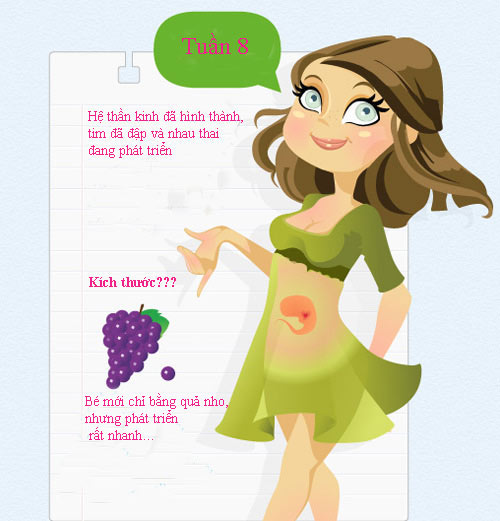 Tuần 8
Hệ thần kinh đã hình thành,
tim đã đập và nhau thai
đang phát triển
Kích thước???
Bé mới chỉ bằng quả nho,
nhưng phát triển
rất nhanh...